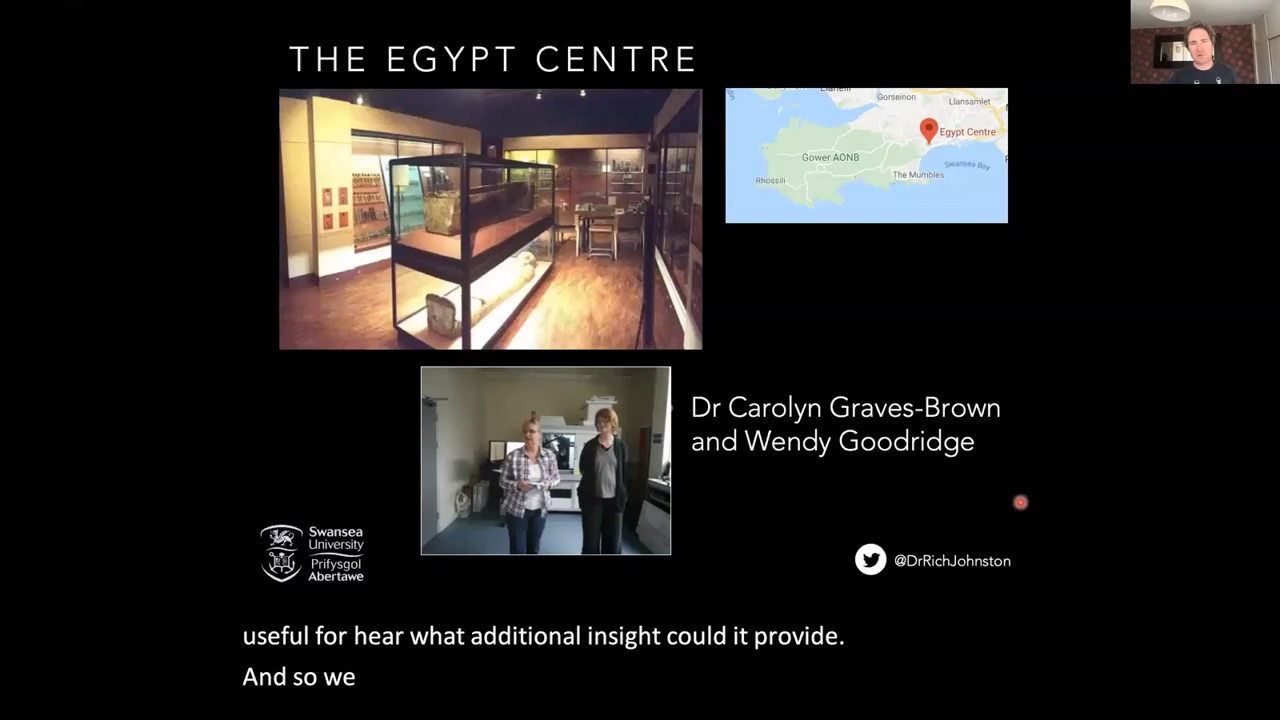 THE EGYPT CENTRE
Gorseinon
Llansamlet
Egypt Centre
Gower AONB
Swansea Bay
The Mumbles
Rhossili
Dr Carolyn Graves-Brown
and Wendy Goodridge
Swansea
University
Prifysgol
Abertawe
@DrRichJohnston
useful for hear what additional insight could it provide.
And so we